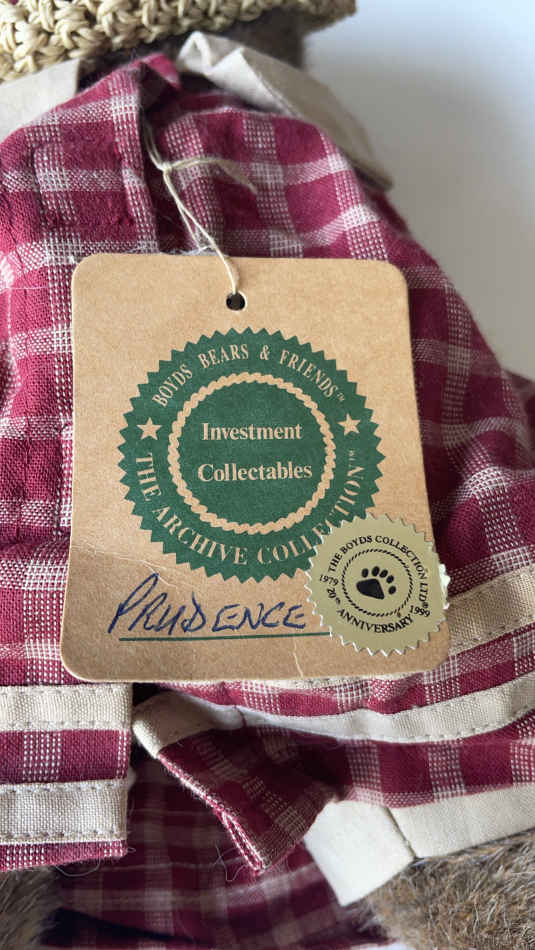 BOYDS BEARS & FRIENDS™
Investment
Collectables
THE ARCHIVE COLLECTION™
PRUDENCE
THE BOYDS COLLECTION LTD®
1979 1999
20th ANNIVERSARY